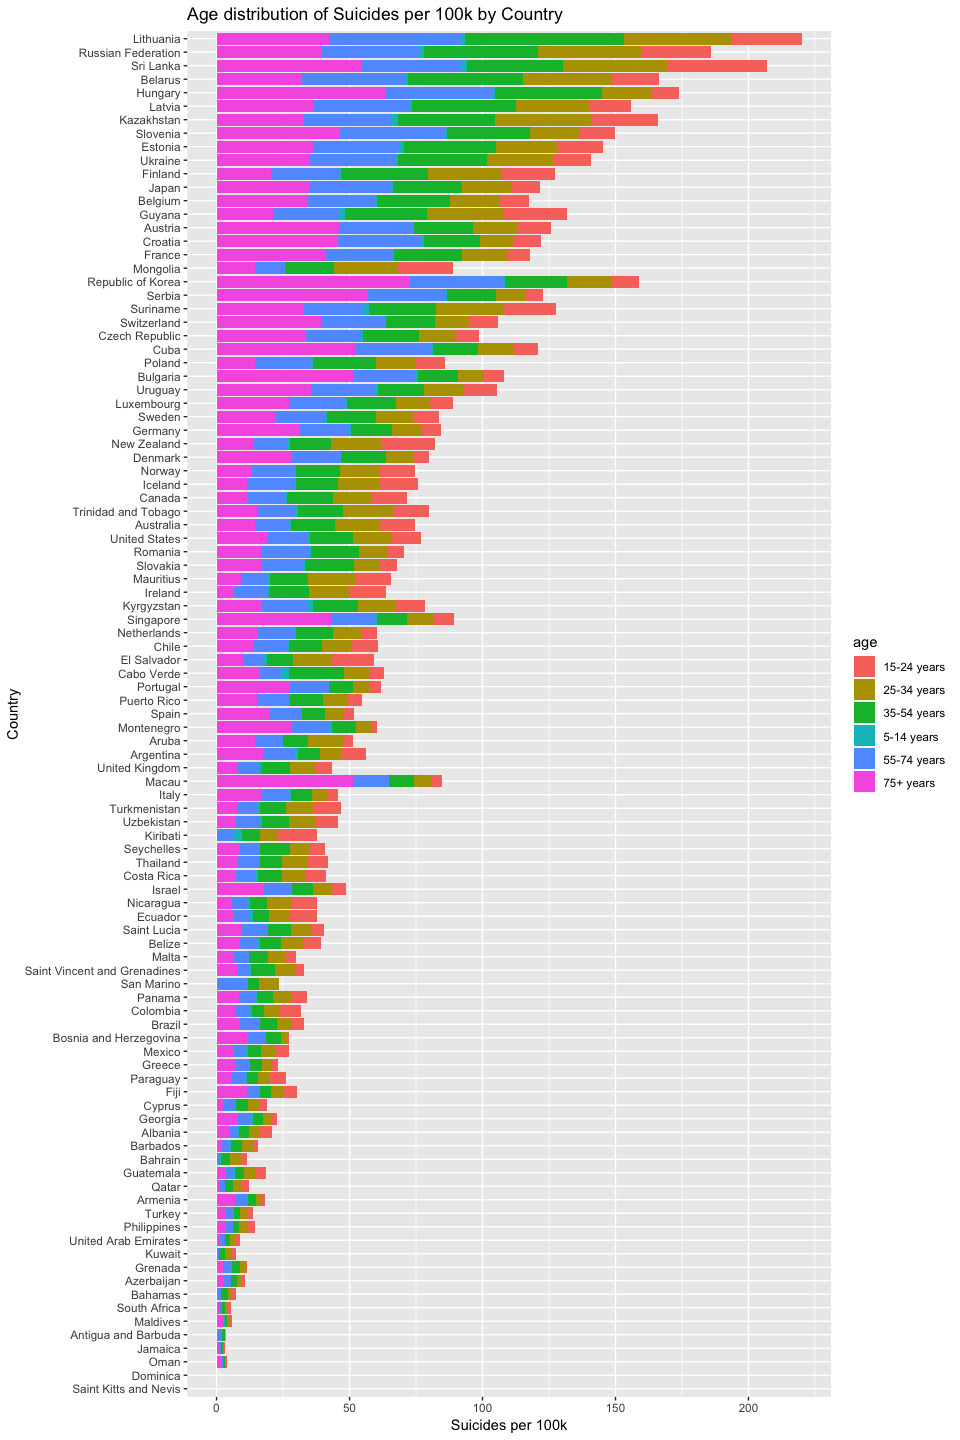 Age distribution of Suicides per 100k by Country
Lithuania
Russian Federation
Sri Lanka
Belarus
Hungary
Latvia
Kazakhstan
Slovenia
Estonia
Ukraine
Finland
Japan
Belgium
Guyana
Austria
Croatia
France
Mongolia
Republic of Korea
Serbia
Suriname
Switzerland
Czech Republic
Cuba
Poland
Bulgaria
Uruguay
Luxembourg
Sweden
Germany
New Zealand
Denmark
Norway
Iceland
Canada
Trinidad and Tobago
Australia
United States
Romania
Slovakia
Mauritius
Ireland
Kyrgyzstan
Singapore
Netherlands
Chile
El Salvador
Cabo Verde
Portugal
Puerto Rico
Spain
Montenegro
Aruba
Argentina
United Kingdom
Macau
Italy
Turkmenistan
Uzbekistan
Kiribati
Seychelles
Thailand
Costa Rica
Israel
Nicaragua
Ecuador
Saint Lucia
Belize
Malta
Saint Vincent and Grenadines
San Marino
Panama
Colombia
Brazil
Bosnia and Herzegovina
Mexico
Greece
Paraguay
Fiji
Cyprus
Georgia
Albania
Barbados
Bahrain
Guatemala
Qatar
Armenia
Turkey
Philippines
United Arab Emirates
Kuwait
Grenada
Azerbaijan
Bahamas
South Africa
Maldives
Antigua and Barbuda
Jamaica
Oman
Dominica
Saint Kitts and Nevis
Country
0 50 100 150 200
Suicides per 100k
age
15-24 years
25-34 years
35-54 years
5-14 years
55-74 years
75+ years